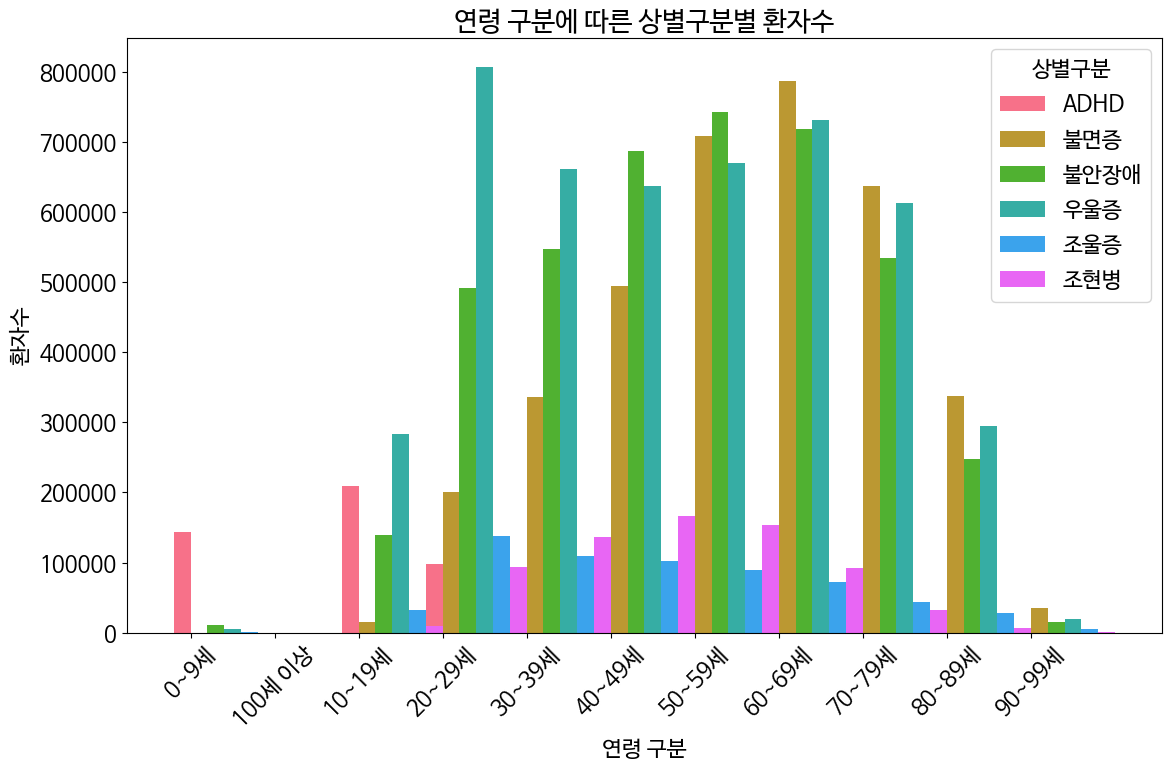 연령 구분에 따른 상별구분별 환자수
상별구분
ADHD
불면증
불안장애
우울증
조울증
조현병
환자수
800000
700000
600000
500000
400000
300000
200000
100000
0
0~9세
100세 이상
10~19세
20~29세
30~39세
40~49세
50~59세
60~69세
70~79세
80~89세
90~99세
연령 구분